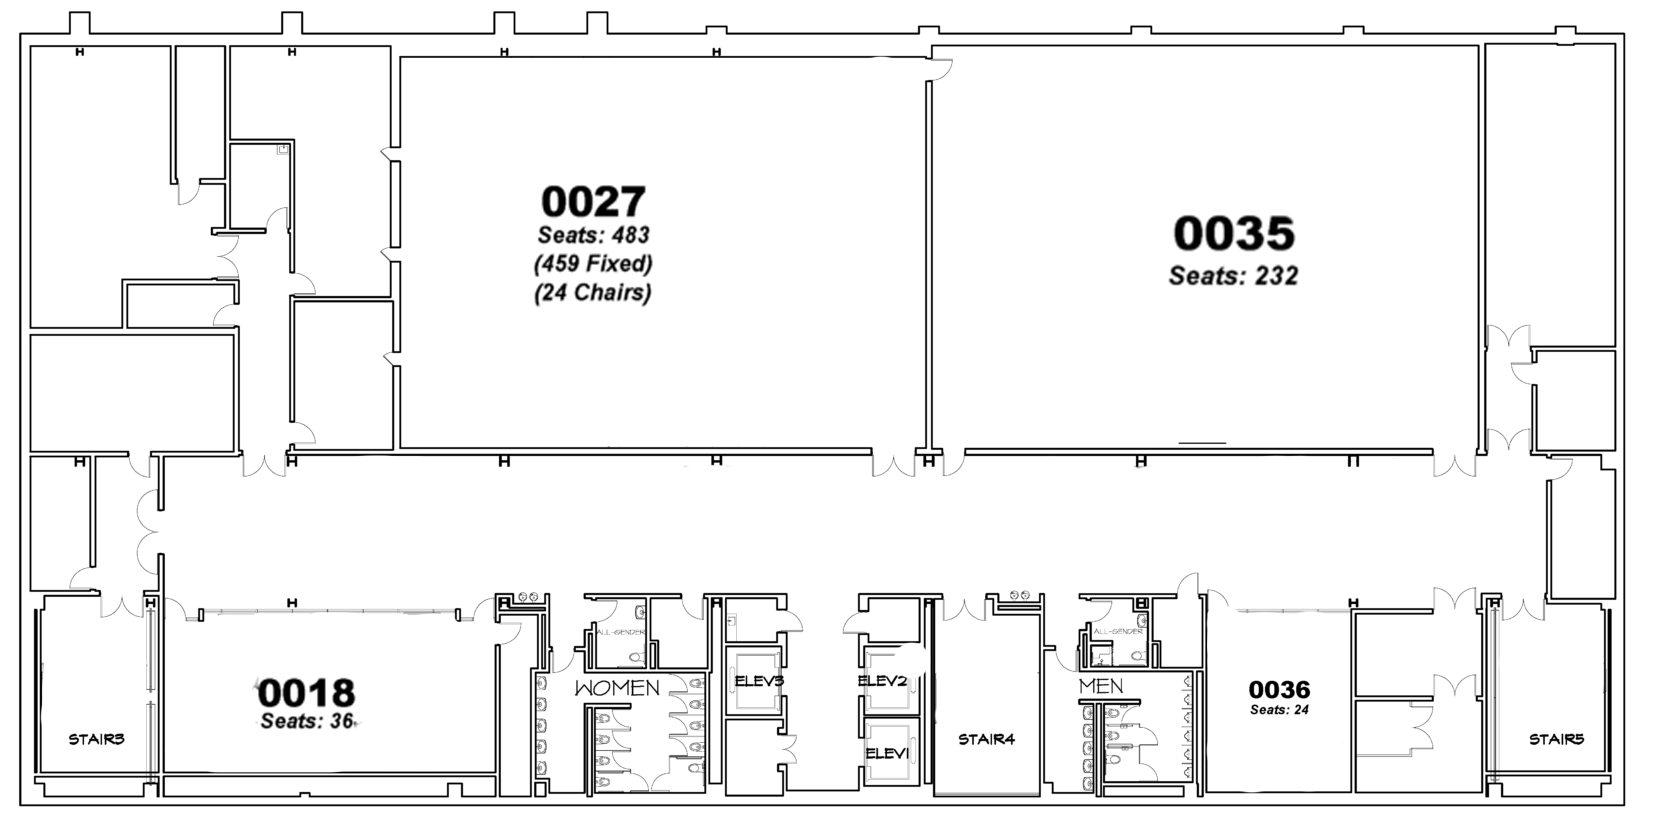 0027
Seats: 483
(459 Fixed)
(24 Chairs)
0035
Seats: 232
ALL-GENDER
ALL-GENDER
WOMEN
ELEV3
ELEV2
MEN
0018
Seats: 36
0036
Seats: 24
STAIR3
ELEV1
STAIR4
STAIR5